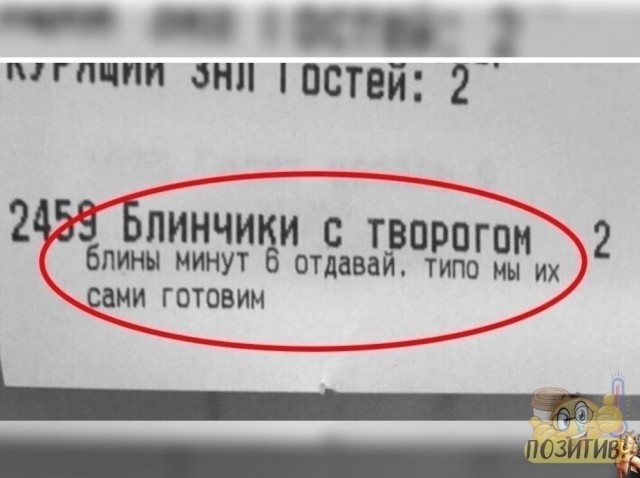 КУРЯЩИЙ ЗАЛ Гостей: 2
2459 Блинчики с творогом 2
блины минут 6 отдавай. типо мы их
сами готовим
ПОЗИТИВ